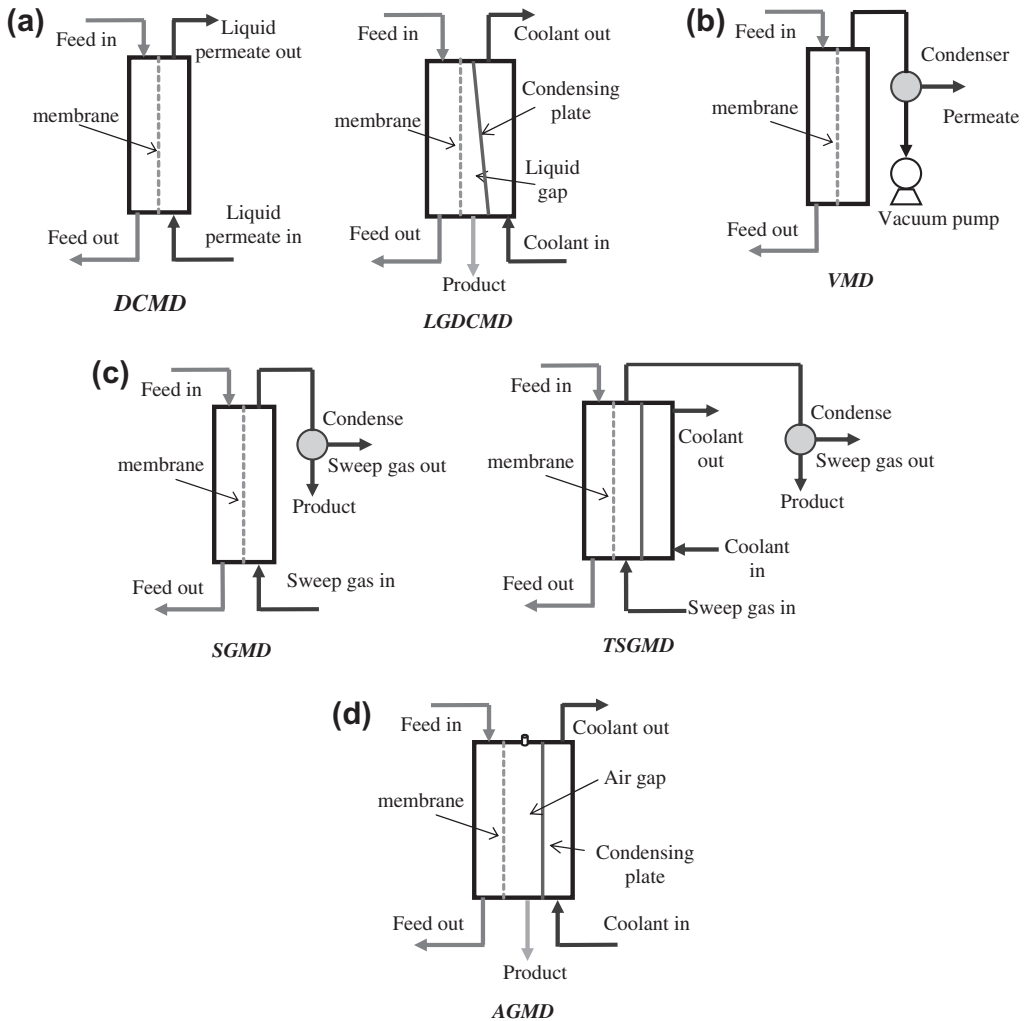 (a)
Feed in
Liquid
permeate out
membrane
Feed out
Liquid
permeate in
DCMD
Feed in
Coolant out
Condensing
plate
membrane
Liquid
gap
Feed out
Coolant in
Product
LGDCMD
(b)
Feed in
Condenser
membrane
Permeate
Vacuum pump
Feed out
VMD
(c)
Feed in
Condense
membrane
Sweep gas out
Product
Feed out
Sweep gas in
SGMD
Feed in
Coolant
out
Condense
membrane
Sweep gas out
Product
Coolant
in
Feed out
Sweep gas in
TSGMD
(d)
Feed in
Coolant out
membrane
Air gap
Condensing
plate
Feed out
Coolant in
Product
AGMD